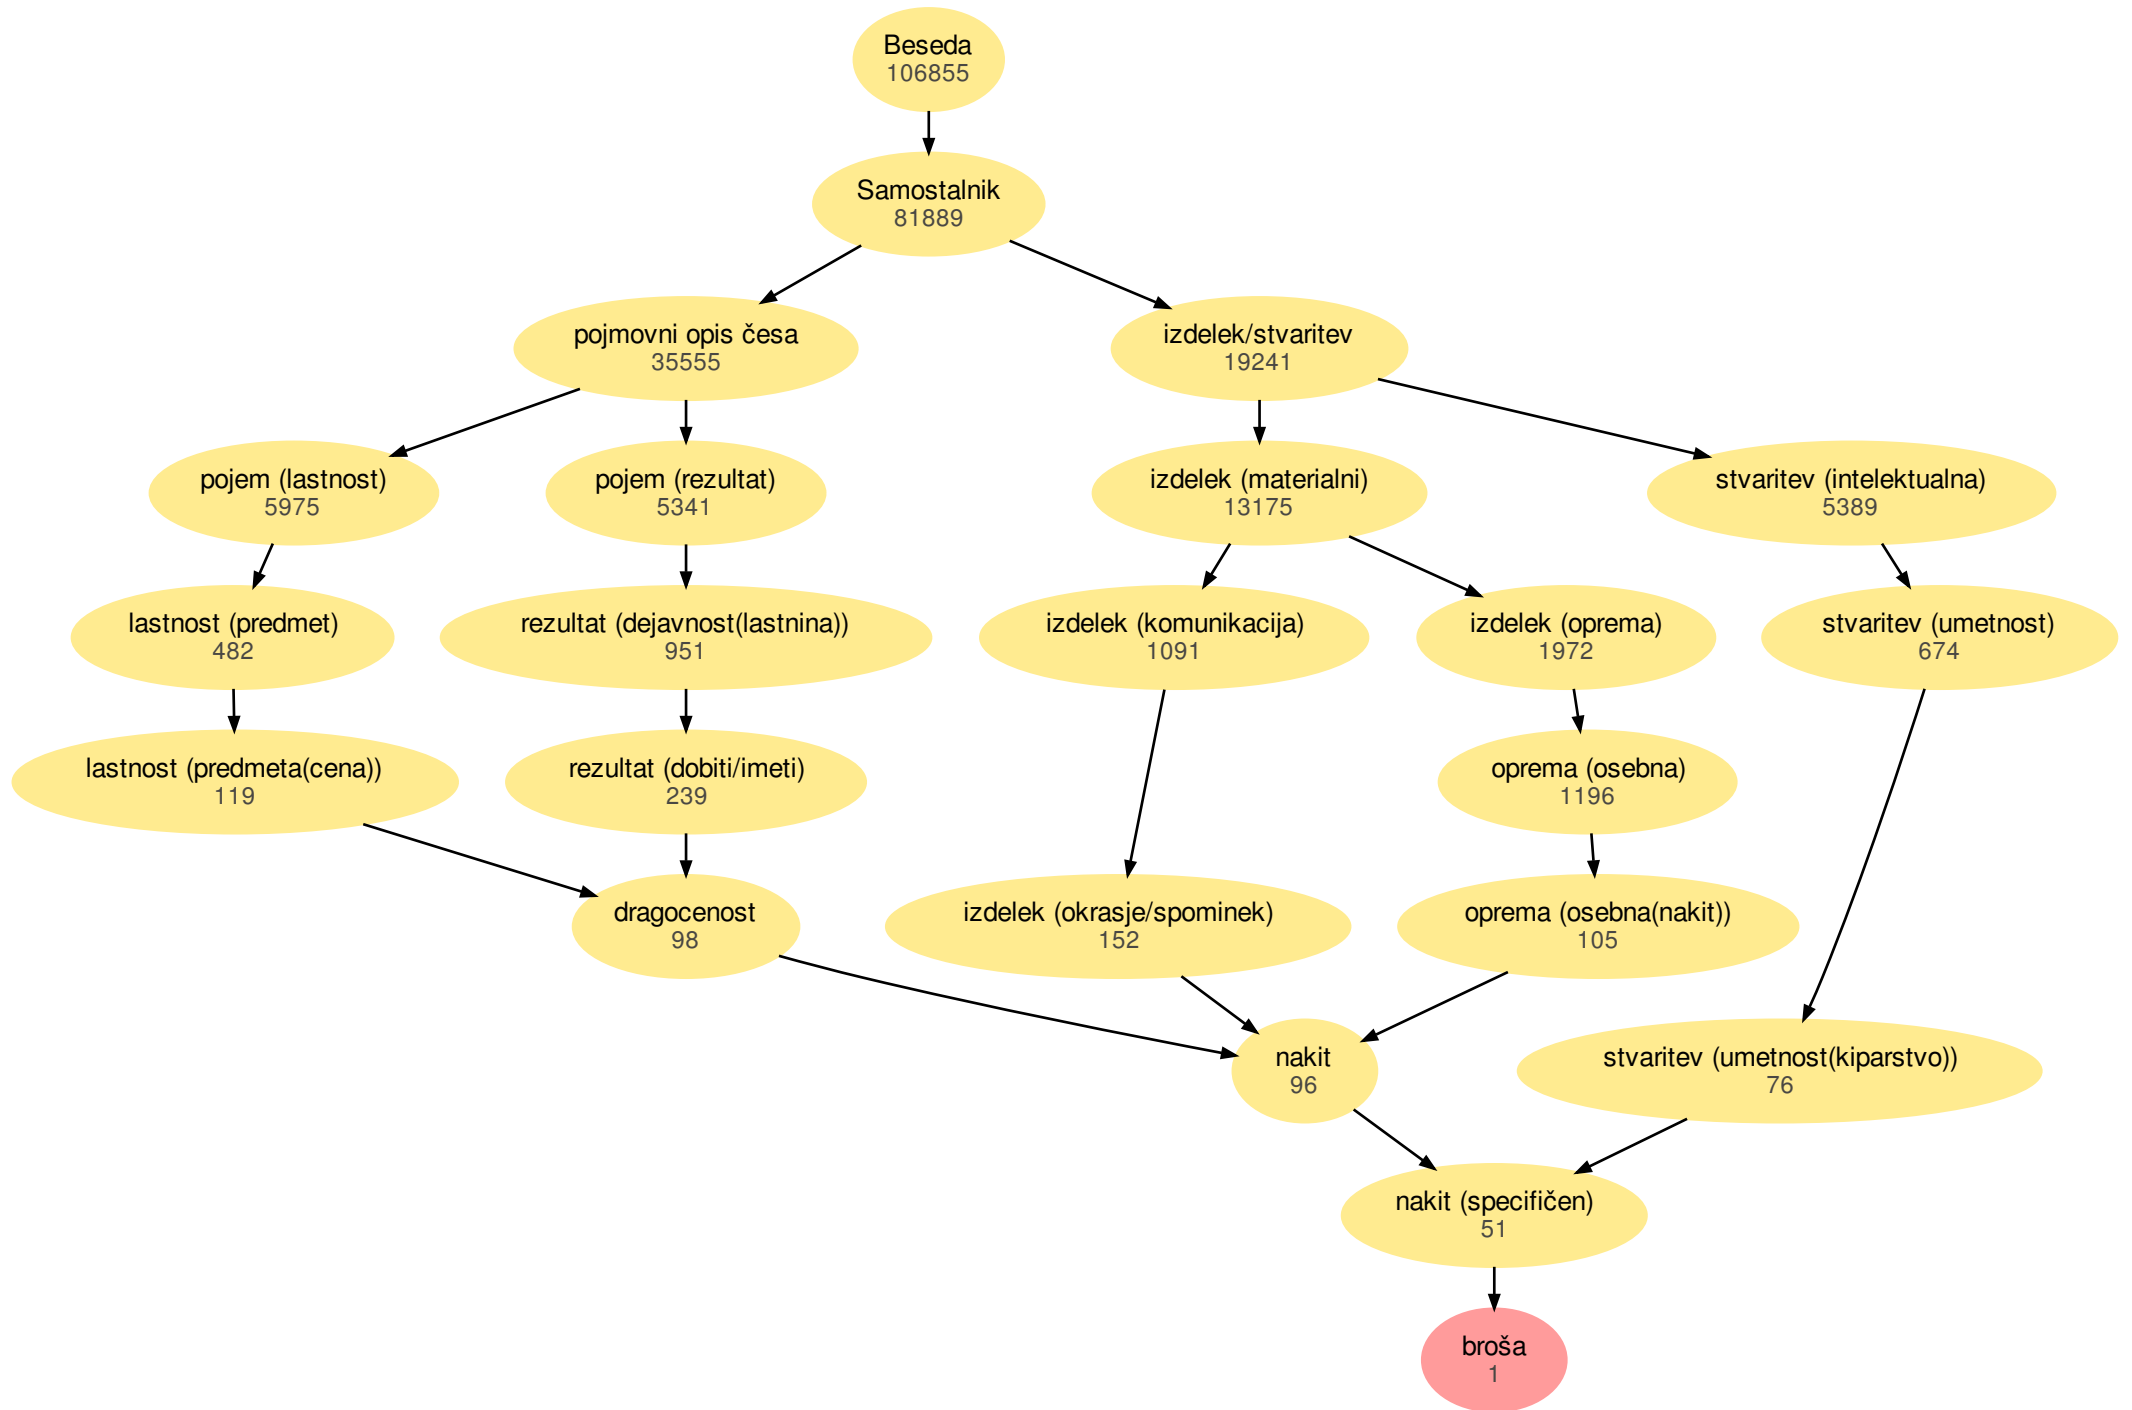 Beseda
106855
Samostalnik
81889
pojmovni opis česa
35555
izdelek/stvaritev
19241
pojem (lastnost)
5975
pojem (rezultat)
5341
izdelek (materialni)
13175
stvaritev (intelektualna)
5389
lastnost (predmet)
482
rezultat (dejavnost(lastnina))
951
izdelek (komunikacija)
1091
izdelek (oprema)
1972
stvaritev (umetnost)
674
lastnost (predmeta(cena))
119
rezultat (dobiti/imeti)
239
oprema (osebna)
1196
dragocenost
98
izdelek (okrasje/spominek)
152
oprema (osebna(nakit))
105
nakit
96
stvaritev (umetnost(kiparstvo))
76
nakit (specifičen)
51
broša
1